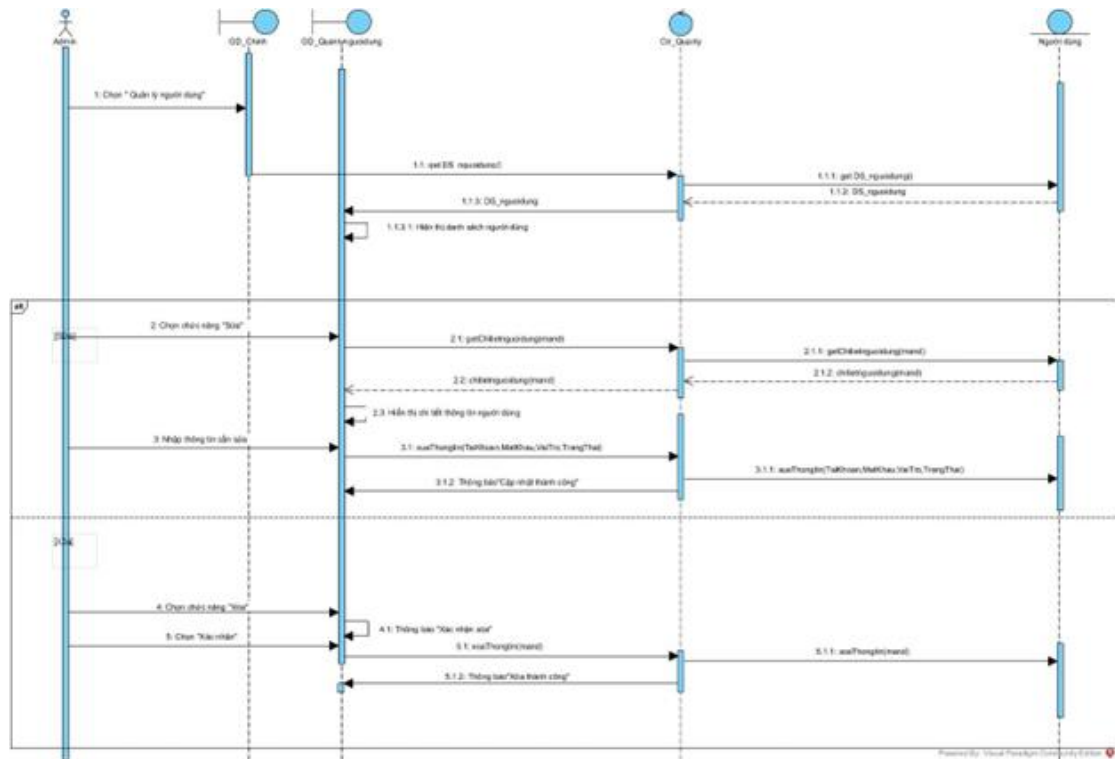 Admin
GD_Chinh
GD_Quanlynguoidung
Ctr_Quanly
Người dùng
1: Chọn " Quản lý người dùng"
1.1: get DS_nguoidung()
1.1.1: get DS_nguoidung()
1.1.2: DS_nguoidung
1.1.3: DS_nguoidung
1.1.3.1: Hiển thị danh sách người dùng
alt
2: Chọn chức năng "Sửa"
[Sửa]
2.1: getChitietnguoidung(mand)
2.1.1: getChitietnguoidung(mand)
2.1.2: chitietnguoidung(mand)
2.2: chitietnguoidung(mand)
2.3: Hiển thị chi tiết thông tin người dùng
3: Nhập thông tin cần sửa
3.1: suaThongtin(TaiKhoan,MatKhau,VaiTro,TrangThai)
3.1.1: suaThongtin(TaiKhoan,MatKhau,VaiTro,TrangThai)
3.1.2: Thông báo"Cập nhật thành công"
[Xóa]
4: Chọn chức năng "Xóa"
4.1: Thông báo "Xác nhận xóa"
5: Chọn "Xác nhận"
5.1: xoaThongtin(mand)
5.1.1: xoaThongtin(mand)
5.1.2: Thông báo"Xóa thành công"
Powered By Visual Paradigm Community Edition